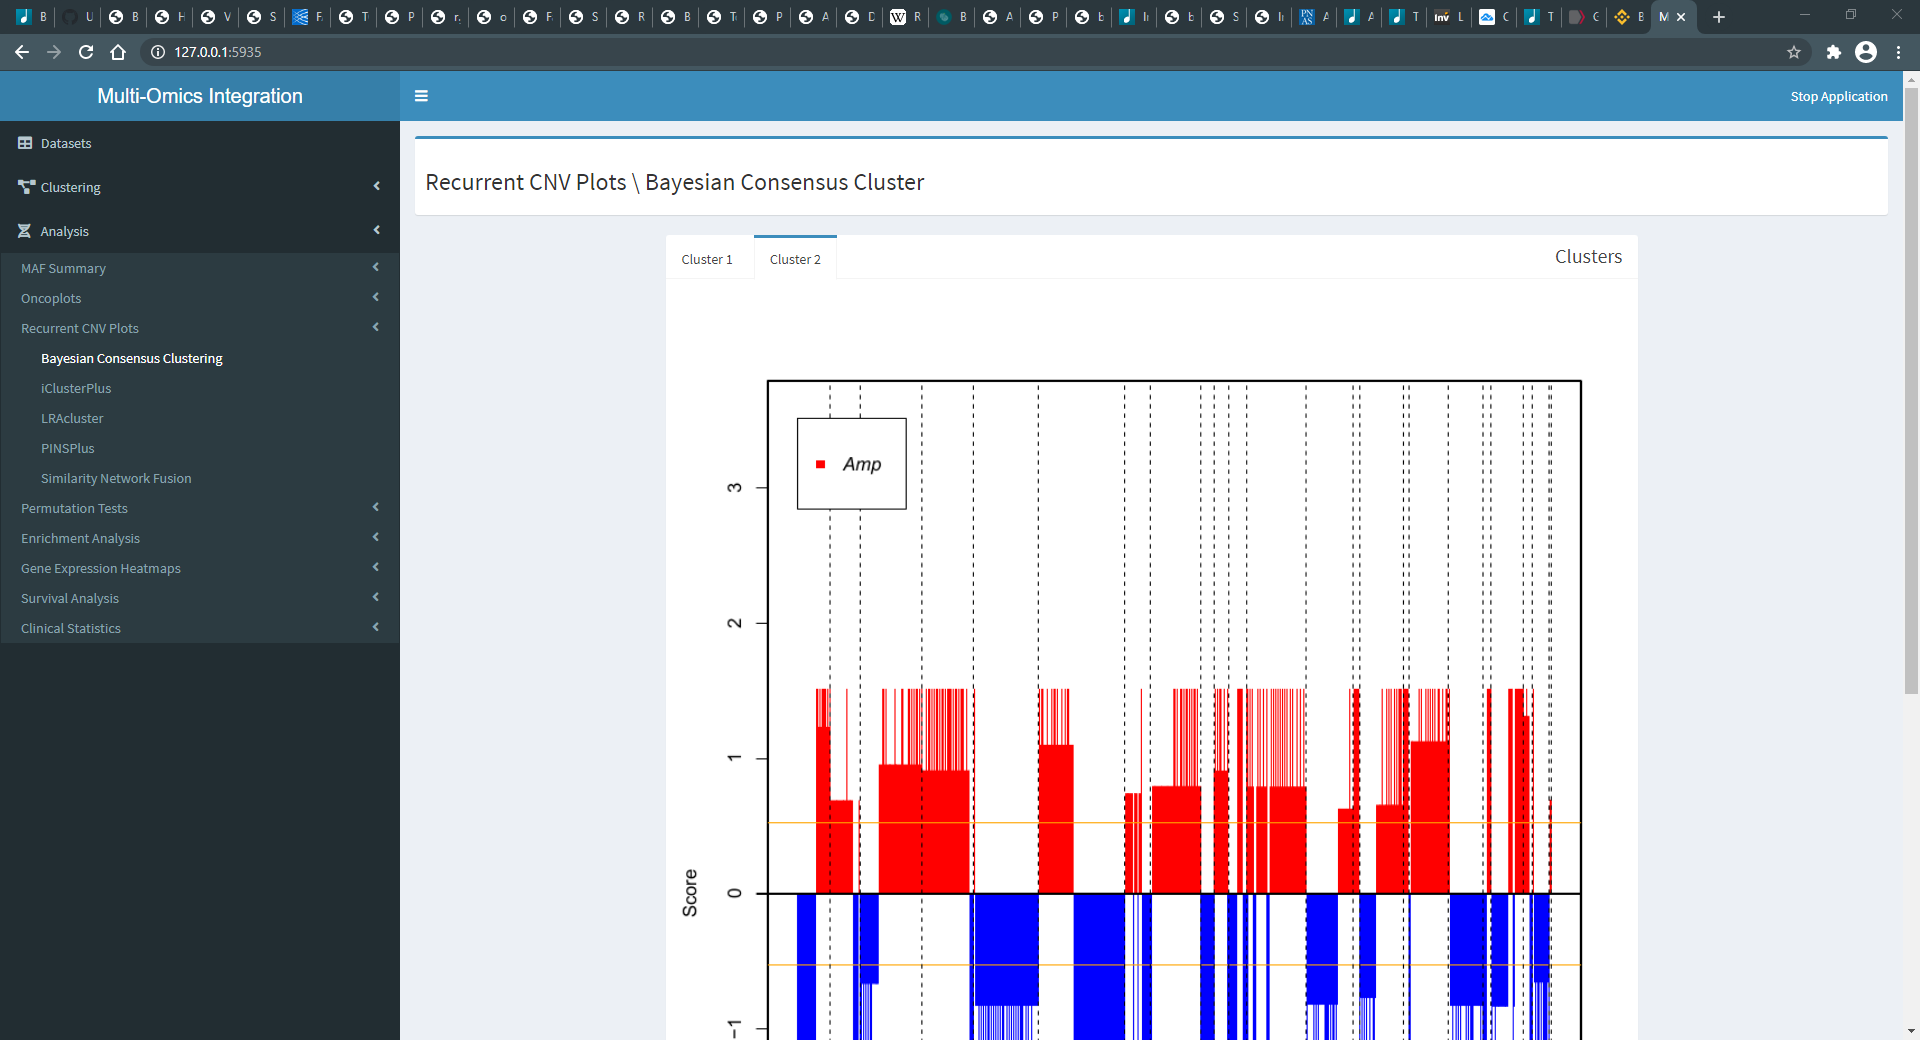 B U B H V S F T P r. o F S R B T P A D R B A P b I b S I A A T L C T C B M
127.0.0.1:5935
Multi-Omics Integration
Stop Application
Datasets
Clustering
Analysis
MAF Summary
Oncoplots
Recurrent CNV Plots
Bayesian Consensus Clustering
iClusterPlus
LRAcluster
PINSPlus
Similarity Network Fusion
Permutation Tests
Enrichment Analysis
Gene Expression Heatmaps
Survival Analysis
Clinical Statistics
Recurrent CNV Plots \ Bayesian Consensus Cluster
Cluster 1
Cluster 2
Clusters
Amp
3
2
1
0
-1
Score